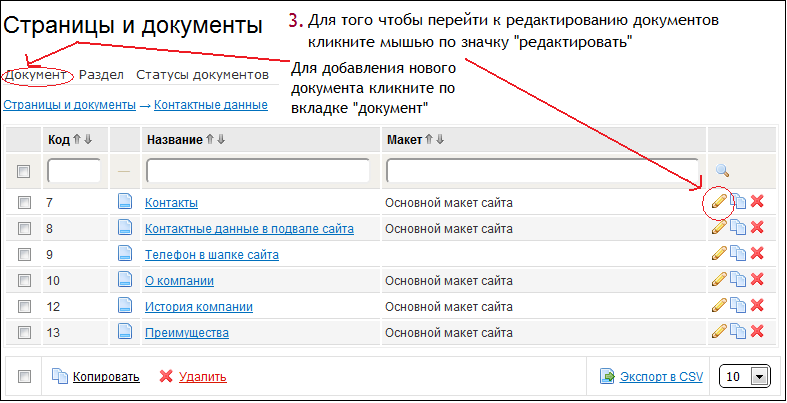 Страницы и документы
3. Для того чтобы перейти к редактированию документов
кликните мышью по значку "редактировать"
Для добавления нового
документа кликните по
вкладке "документ"
Документ Раздел Статусы документов
Страницы и документы → Контактные данные
Код ⇑⇓ Название ⇑⇓ Макет ⇑⇓
—
7 Контакты Основной макет сайта
8 Контактные данные в подвале сайта Основной макет сайта
9 Телефон в шапке сайта
10 О компании Основной макет сайта
12 История компании Основной макет сайта
13 Преимущества Основной макет сайта
Копировать Удалить Экспорт в CSV 10